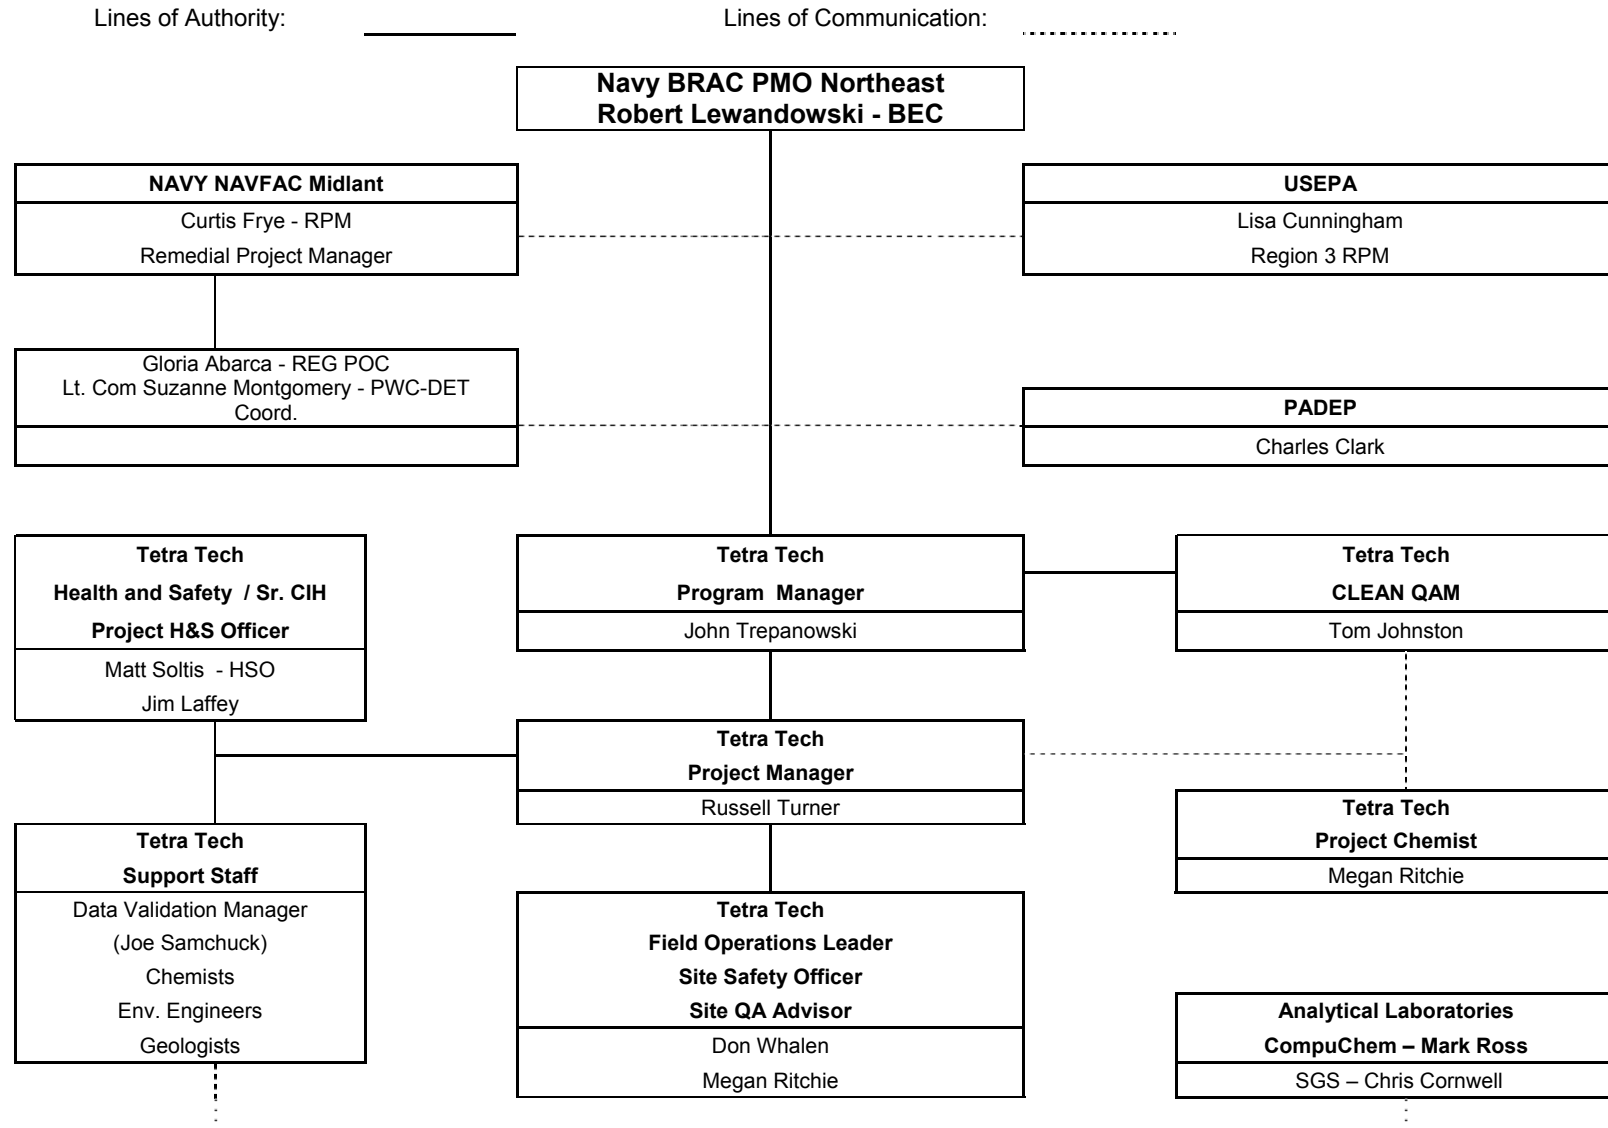 Lines of Authority:
Lines of Communication:
Navy BRAC PMO Northeast
Robert Lewandowski - BEC
NAVY NAVFAC Midlant
Curtis Frye - RPM
Remedial Project Manager
USEPA
Lisa Cunningham
Region 3 RPM
Gloria Abarca - REG POC
Lt. Com Suzanne Montgomery - PWC-DET
Coord.
PADEP
Charles Clark
Tetra Tech
Health and Safety / Sr. CIH
Project H&S Officer
Matt Soltis - HSO
Jim Laffey
Tetra Tech
Program Manager
John Trepanowski
Tetra Tech
CLEAN QAM
Tom Johnston
Tetra Tech
Project Manager
Russell Turner
Tetra Tech
Project Chemist
Megan Ritchie
Tetra Tech
Support Staff
Data Validation Manager
(Joe Samchuck)
Chemists
Env. Engineers
Geologists
Tetra Tech
Field Operations Leader
Site Safety Officer
Site QA Advisor
Don Whalen
Megan Ritchie
Analytical Laboratories
CompuChem – Mark Ross
SGS – Chris Cornwell